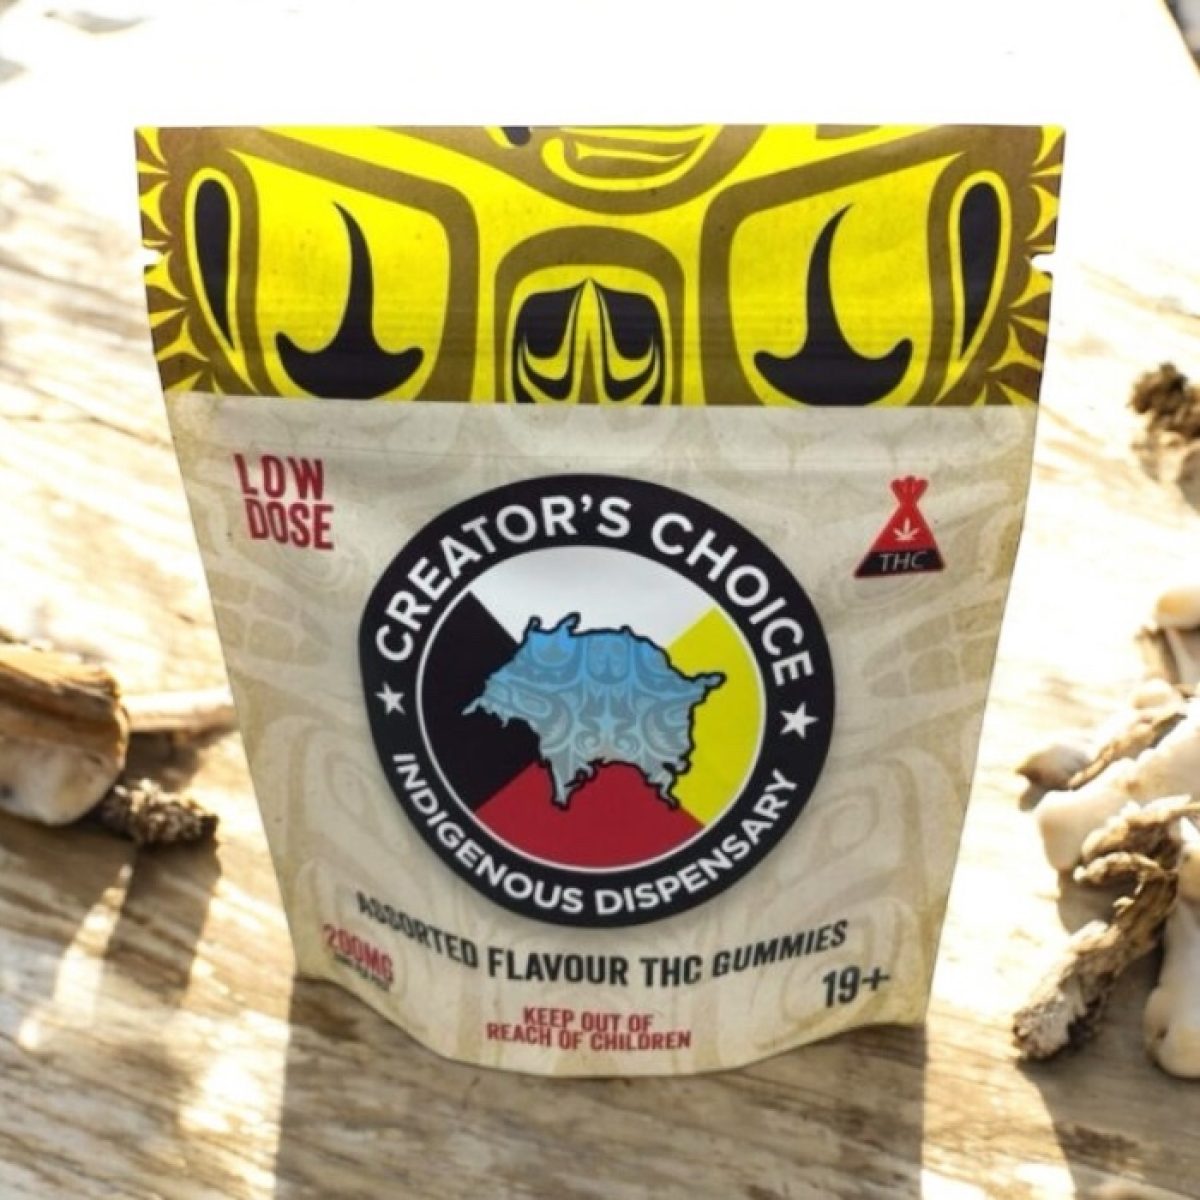 LOW
DOSE
THC
CREATOR'S CHOICE
INDIGENOUS DISPENSARY
ASSORTED FLAVOUR THC GUMMIES
200MG
19+
KEEP OUT OF
REACH OF CHILDREN